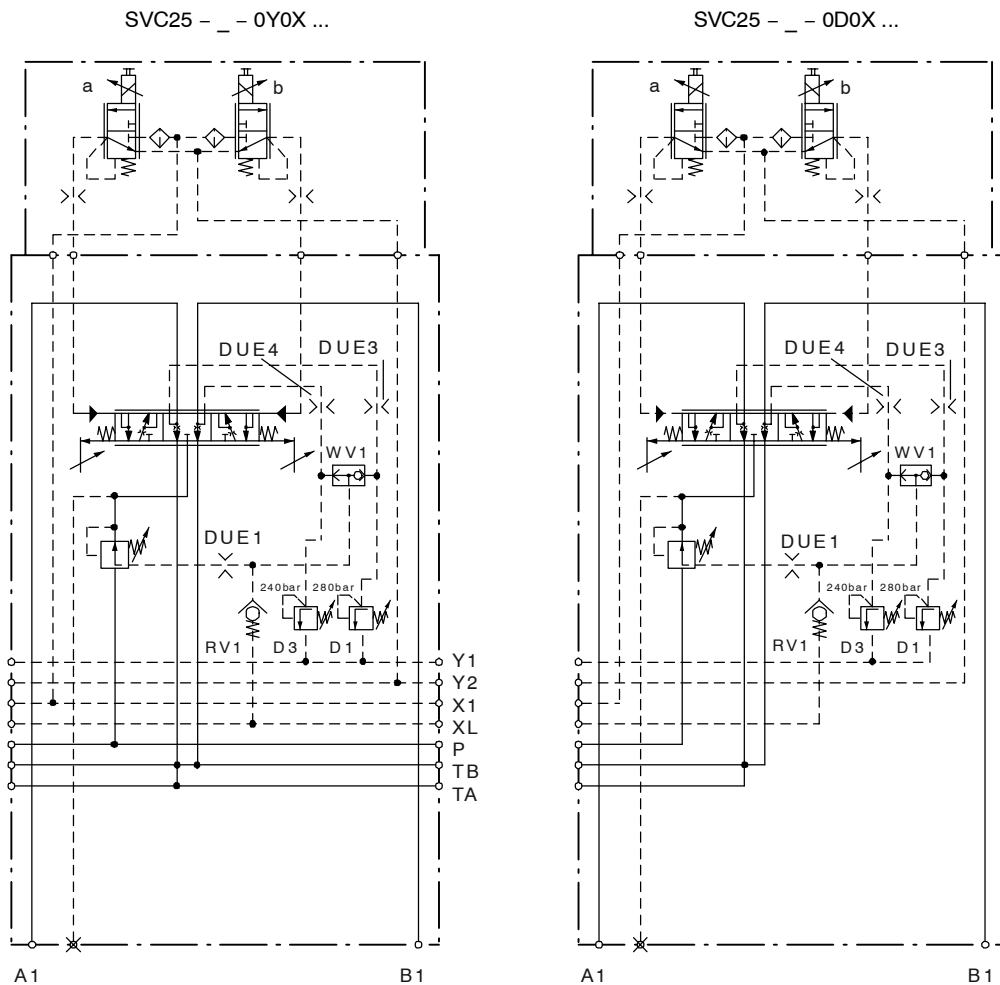 SVC25 – _ – 0Y0X ...
SVC25 – _ – 0D0X ...
a
b
a
b
DUE4
DUE3
DUE4
DUE3
WV1
WV1
DUE1
DUE1
240bar
280bar
240bar
280bar
RV1
D3
D1
RV1
D3
D1
Y1
Y2
X1
XL
P
TB
TA
A1
B1
A1
B1